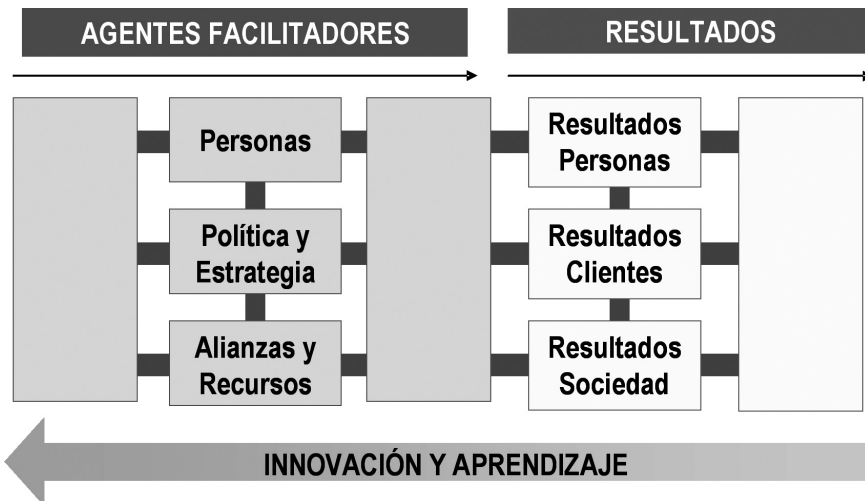 AGENTES FACILITADORES
RESULTADOS
Personas
Política y
Estrategia
Alianzas y
Recursos
Resultados
Personas
Resultados
Clientes
Resultados
Sociedad
INNOVACIÓN Y APRENDIZAJE